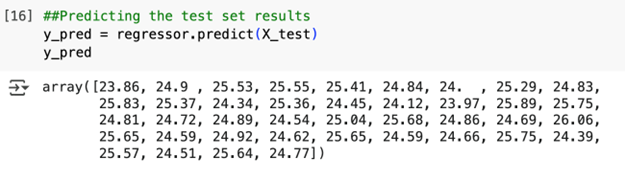 [16] ##Predicting the test set results
y_pred = regressor.predict(X_test)
y_pred
array([23.86, 24.9 , 25.53, 25.55, 25.41, 24.84, 24.  , 25.29, 24.83,
25.83, 25.37, 24.34, 25.36, 24.45, 24.12, 23.97, 25.89, 25.75,
24.81, 24.72, 24.89, 24.54, 25.04, 25.68, 24.86, 24.69, 26.06,
25.65, 24.59, 24.92, 24.62, 25.65, 24.59, 24.66, 25.75, 24.39,
25.57, 24.51, 25.64, 24.77])